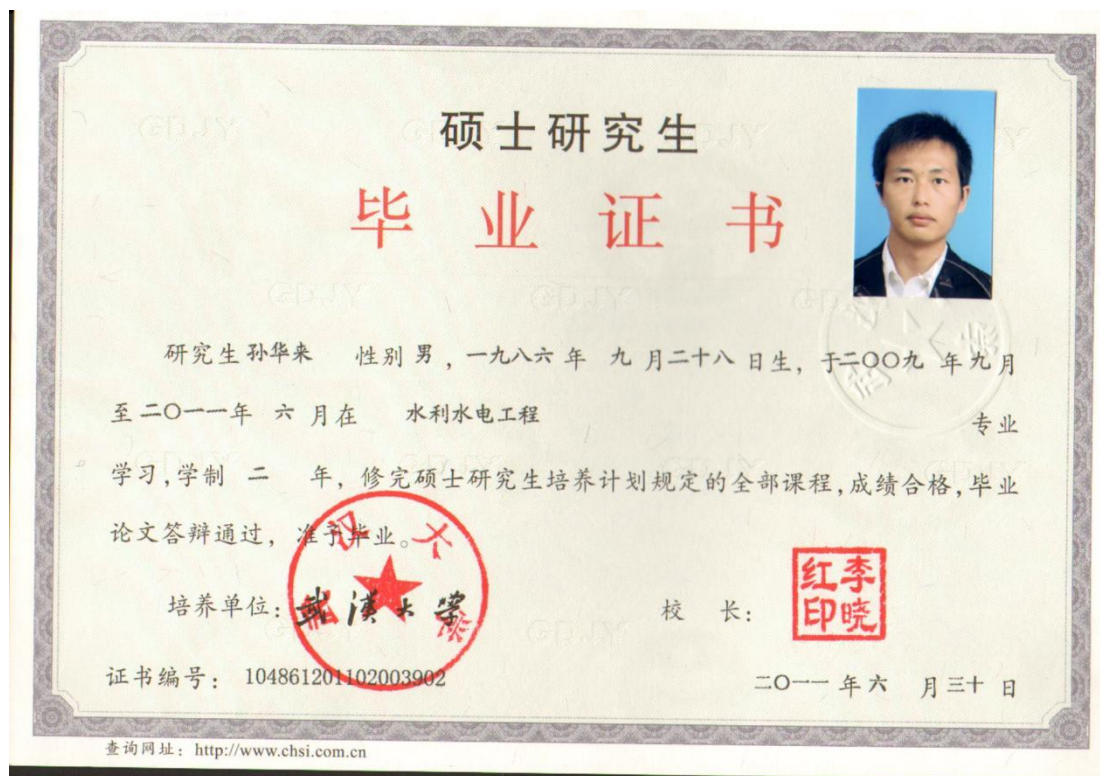 硕士研究生
毕业证书
研究生 孙华来 性别 男，一九八六 年 九 月 二十八 日生，于二〇〇九 年 九 月
至 二〇一一 年 六 月在 水利水电工程 专业
学习，学制 二 年，修完硕士研究生培养计划规定的全部课程，成绩合格，毕业
论文答辩通过，准予毕业。
培养单位：武漢大學
校 长：
李晓红印
证书编号：104861201102003902
二〇一一 年 六 月 三十 日
查询网址：http://www.chsi.com.cn
YLQD